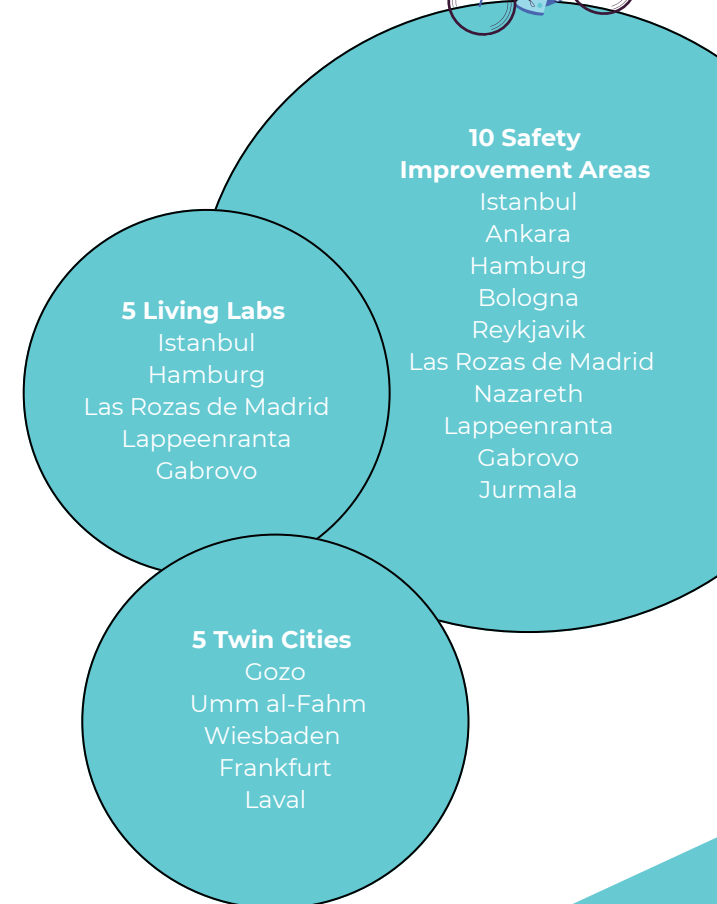 10 Safety
Improvement Areas
Istanbul
Ankara
Hamburg
Bologna
Reykjavik
Las Rozas de Madrid
Nazareth
Lappeenranta
Gabrovo
Jurmala
5 Living Labs
Istanbul
Hamburg
Las Rozas de Madrid
Lappeenranta
Gabrovo
5 Twin Cities
Gozo
Umm al-Fahm
Wiesbaden
Frankfurt
Laval